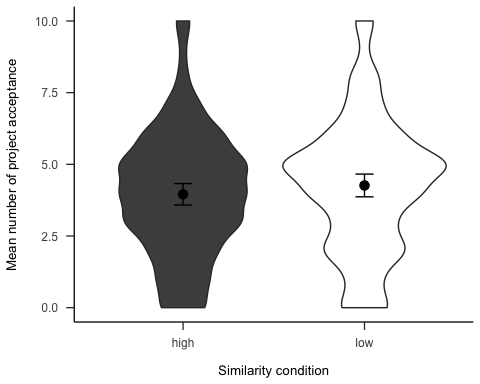 10.0
7.5
5.0
2.5
0.0
Mean number of project acceptance
high low
Similarity condition